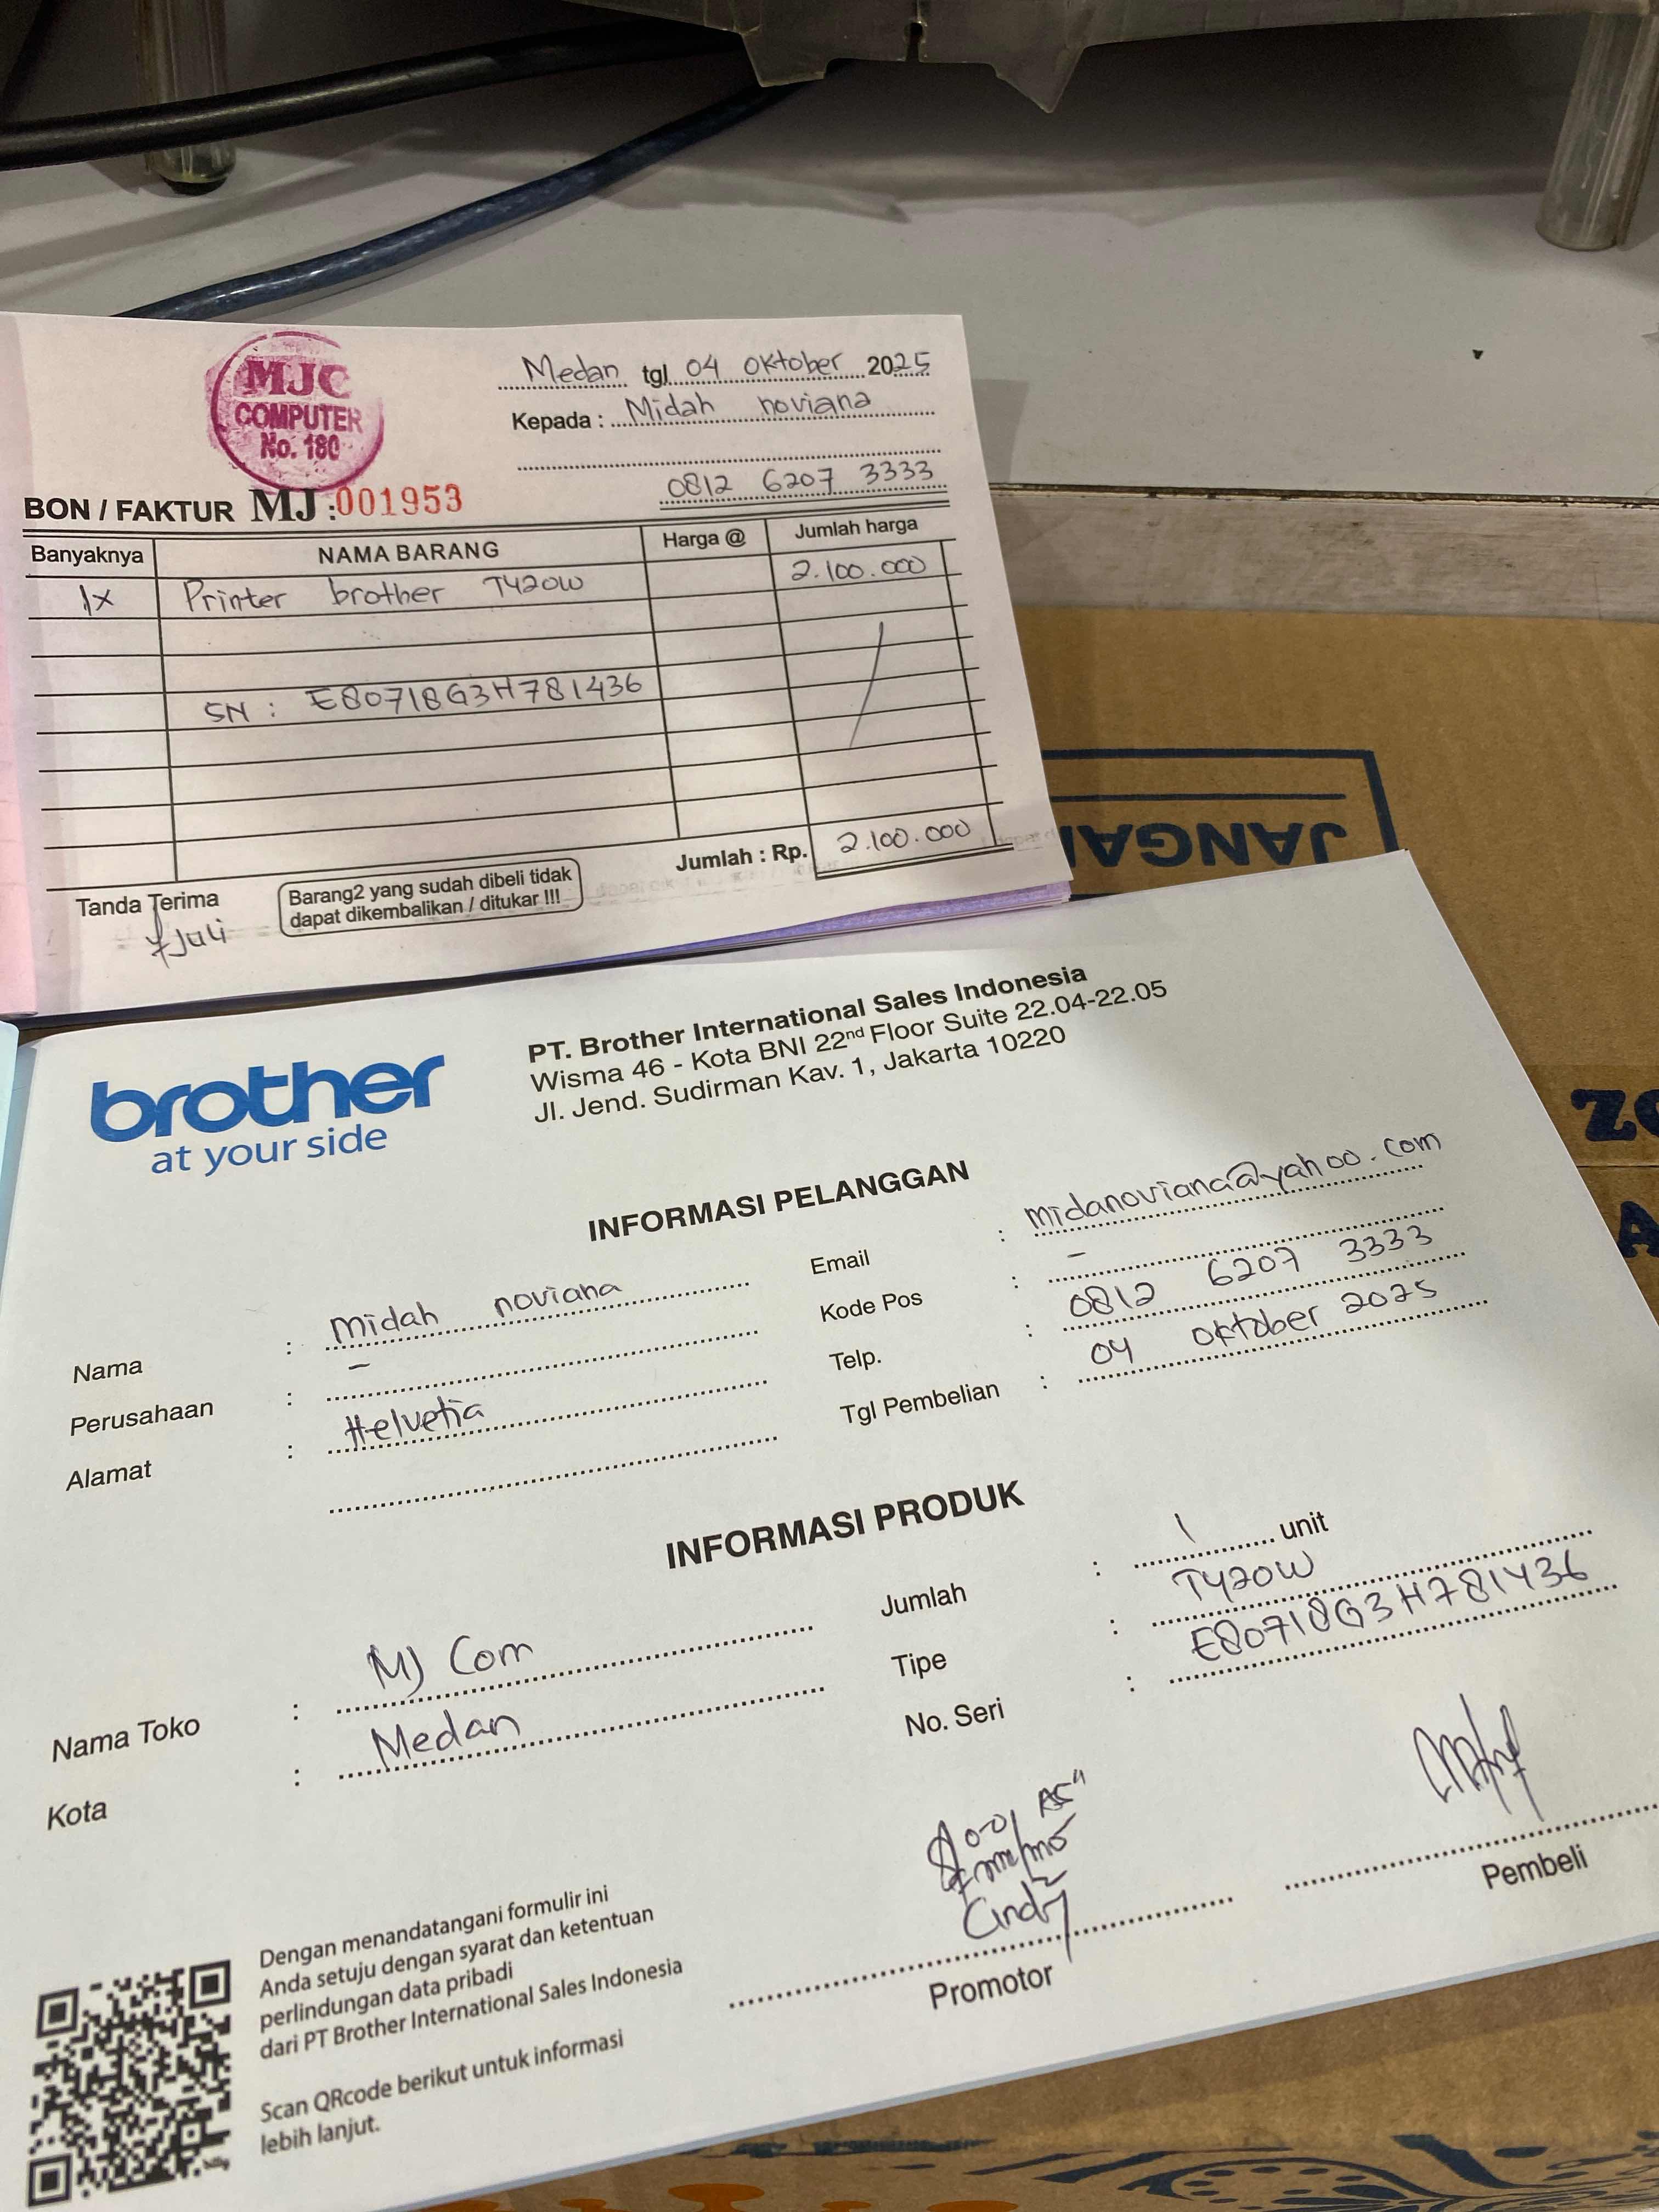 MJC
COMPUTER
No. 180
Medan tgl 04 Oktober 2025
Kepada : Midah noviana
0812 6207 3333
BON / FAKTUR MJ :001953
Banyaknya NAMA BARANG Harga @ Jumlah harga
1x Printer brother T420W 2.100.000
SN : E80718G3H781436
Jumlah : Rp. 2.100.000
Tanda Terima
Juli
Barang2 yang sudah dibeli tidak
dapat dikembalikan / ditukar !!!
JANGAN
brother
at your side
PT. Brother International Sales Indonesia
Wisma 46 - Kota BNI 22nd Floor Suite 22.04-22.05
Jl. Jend. Sudirman Kav. 1, Jakarta 10220
INFORMASI PELANGGAN
Nama : Midah noviana
Perusahaan : -
Alamat : Helvetia
Email : midanoviana@yahoo.com
Kode Pos : -
Telp. : 0812 6207 3333
Tgl Pembelian : 04 Oktober 2025
INFORMASI PRODUK
Nama Toko : MJ Com
Kota : Medan
Jumlah : 1 unit
Tipe : T420W
No. Seri : E80718G3H781436
Cindy
Promotor
Pembeli
Dengan menandatangani formulir ini
Anda setuju dengan syarat dan ketentuan
perlindungan data pribadi
dari PT Brother International Sales Indonesia
Scan QRcode berikut untuk informasi
lebih lanjut.